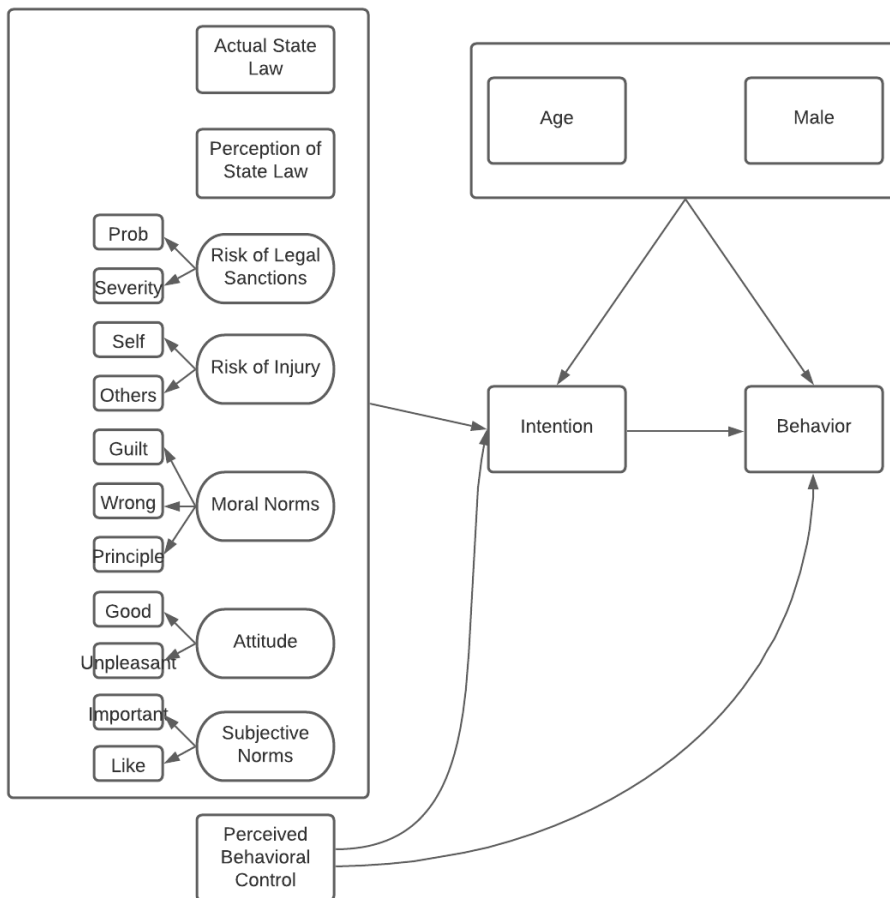 Actual State
Law
Perception of
State Law
Prob
Severity
Risk of Legal
Sanctions
Self
Others
Risk of Injury
Guilt
Wrong
Principle
Moral Norms
Good
Unpleasant
Attitude
Important
Like
Subjective
Norms
Perceived
Behavioral
Control
Age
Male
Intention
Behavior